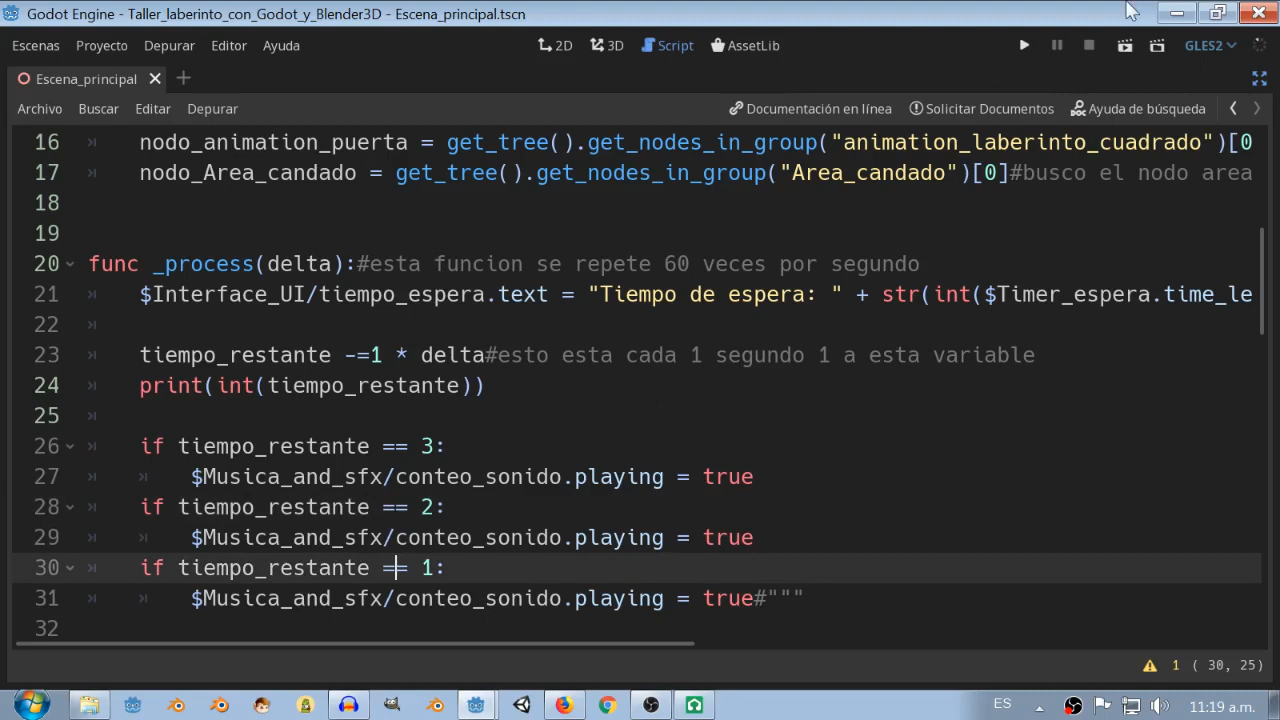 Godot Engine - Taller_laberinto_con_Godot_y_Blender3D - Escena_principal.tscn
Escenas Proyecto Depurar Editor Ayuda 2D 3D Script AssetLib GLES2
Escena_principal
Archivo Buscar Editar Depurar Documentación en línea Solicitar Documentos Ayuda de búsqueda
16 nodo_animation_puerta = get_tree().get_nodes_in_group("animation_laberinto_cuadrado")[0
17 nodo_Area_candado = get_tree().get_nodes_in_group("Area_candado")[0]#busco el nodo area
18
19
20 func _process(delta):#esta funcion se repete 60 veces por segundo
21 $Interface_UI/tiempo_espera.text = "Tiempo de espera: " + str(int($Timer_espera.time_le
22
23 tiempo_restante -=1 * delta#esto esta cada 1 segundo 1 a esta variable
24 print(int(tiempo_restante))
25
26 if tiempo_restante == 3:
27 $Musica_and_sfx/conteo_sonido.playing = true
28 if tiempo_restante == 2:
29 $Musica_and_sfx/conteo_sonido.playing = true
30 if tiempo_restante == 1:
31 $Musica_and_sfx/conteo_sonido.playing = true#"""
32
1 ( 30, 25)
ES 11:19 a.m.